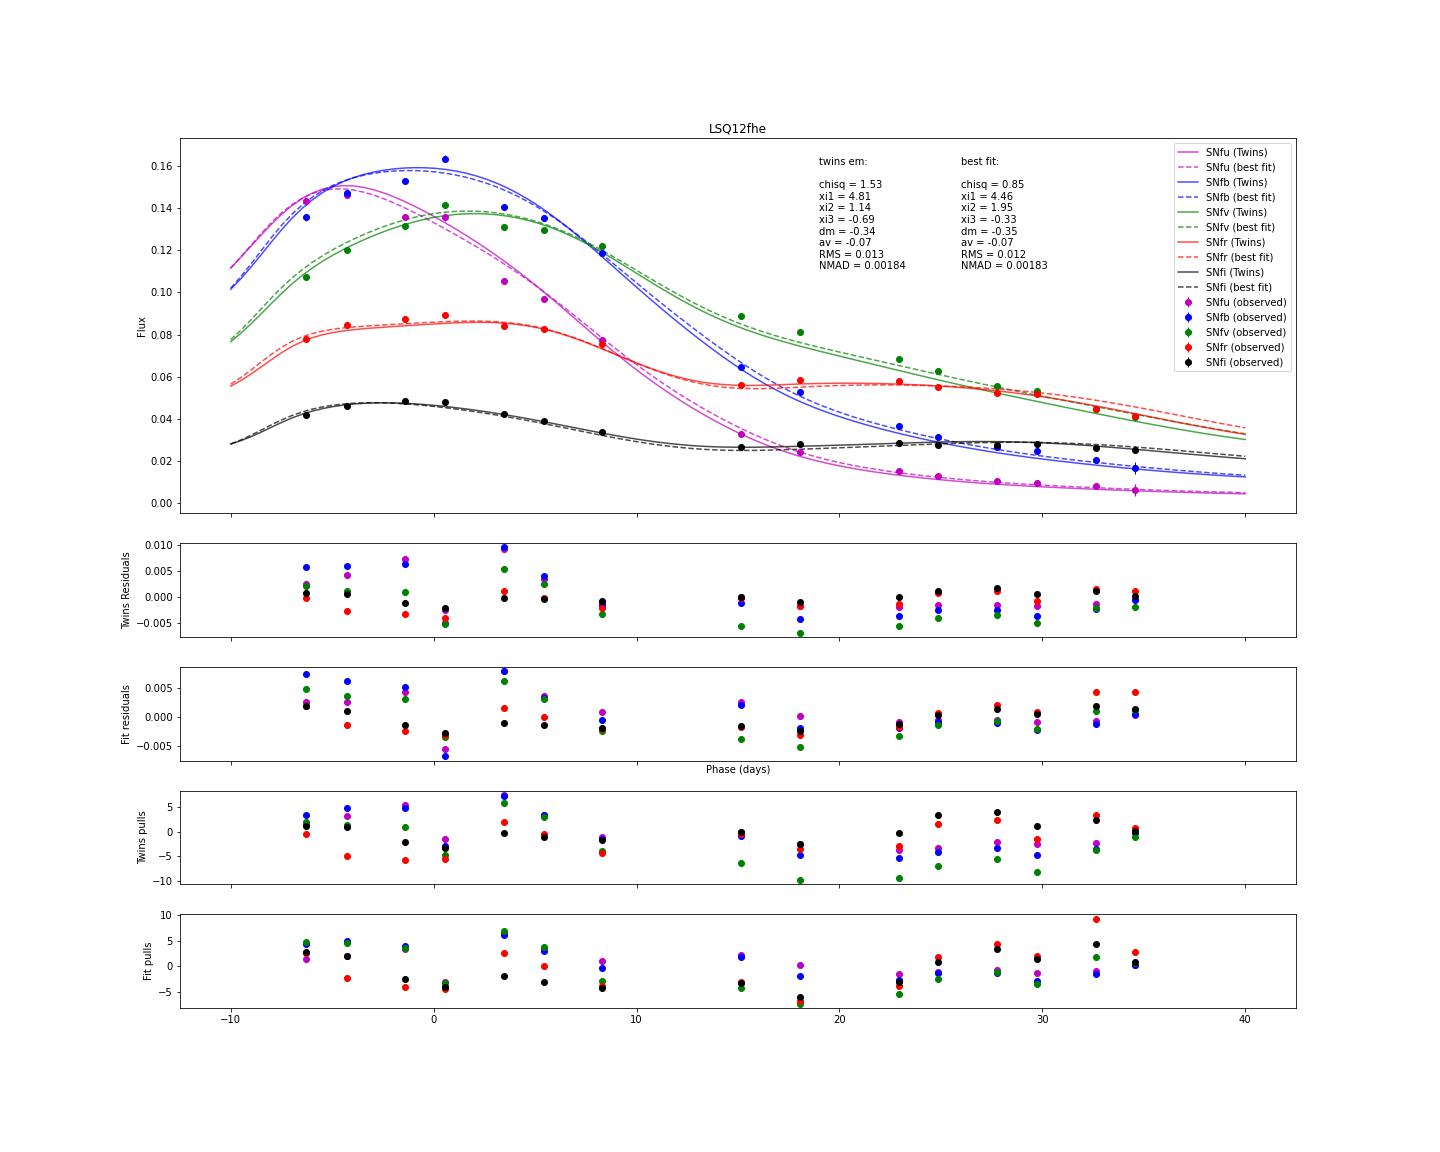 LSQ12fhe
Flux
0.16
0.14
0.12
0.10
0.08
0.06
0.04
0.02
0.00
twins em:
chisq = 1.53
xi1 = 4.81
xi2 = 1.14
xi3 = -0.69
dm = -0.34
av = -0.07
RMS = 0.013
NMAD = 0.00184
best fit:
chisq = 0.85
xi1 = 4.46
xi2 = 1.95
xi3 = -0.33
dm = -0.35
av = -0.07
RMS = 0.012
NMAD = 0.00183
SNfu (Twins)
SNfu (best fit)
SNfb (Twins)
SNfb (best fit)
SNfv (Twins)
SNfv (best fit)
SNfr (Twins)
SNfr (best fit)
SNfi (Twins)
SNfi (best fit)
SNfu (observed)
SNfb (observed)
SNfv (observed)
SNfr (observed)
SNfi (observed)
Twins Residuals
0.010
0.005
0.000
−0.005
Fit residuals
0.005
0.000
−0.005
Phase (days)
Twins pulls
5
0
−5
−10
Fit pulls
10
5
0
−5
−10
0
10
20
30
40